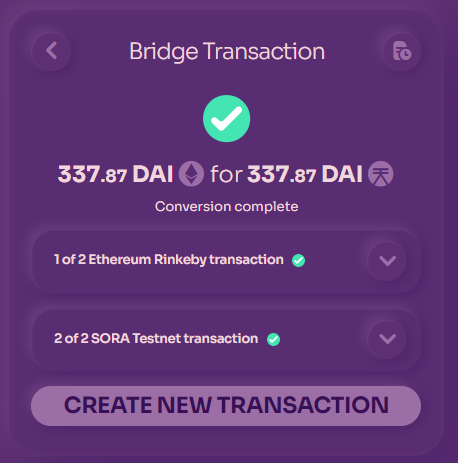 Bridge Transaction
337.87 DAI for 337.87 DAI
Conversion complete
1 of 2 Ethereum Rinkeby transaction
2 of 2 SORA Testnet transaction
CREATE NEW TRANSACTION